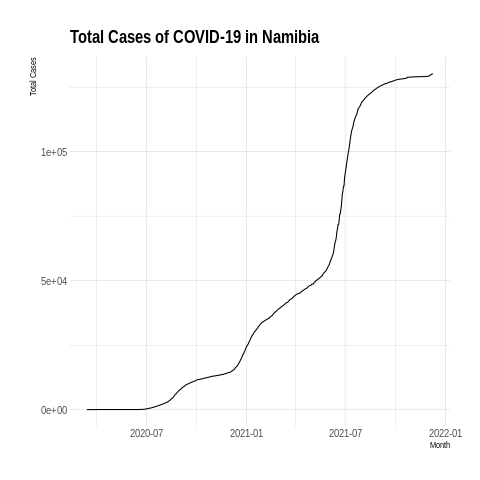 Total Cases of COVID-19 in Namibia
Total Cases
1e+05
5e+04
0e+00
2020-07 2021-01 2021-07 2022-01
Month